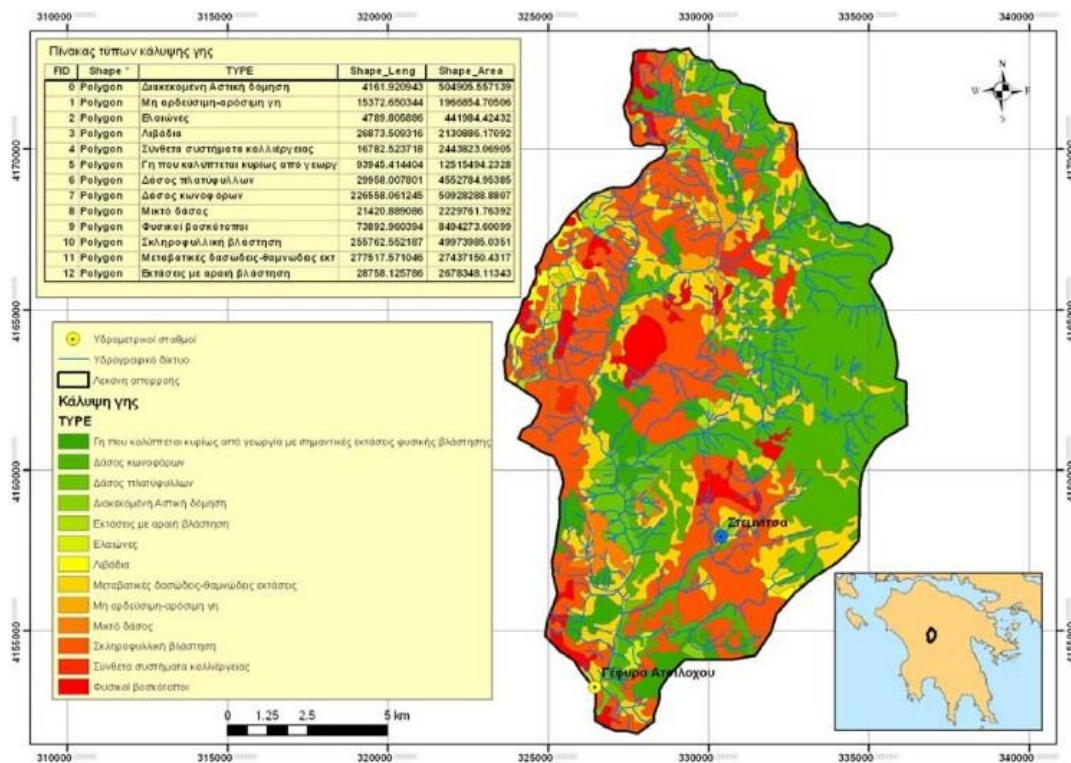 310000 315000 320000 325000 330000 335000 340000
Πίνακας τύπων κάλυψης γης
FID Shape * TYPE Shape_Leng Shape_Area
0 Polygon Διακεκομένη Αστική δόμηση 4161.920943 504905.557139
1 Polygon Μη αρδεύσιμη-αρόσιμη γη 15372.650344 1966854.70506
2 Polygon Ελαιώνες 4789.805886 441984.42432
3 Polygon Λιβάδια 26873.509316 2130886.17092
4 Polygon Σύνθετα συστήματα καλλιέργειας 16782.523718 2443823.06905
5 Polygon Γη που καλύπτεται κυρίως από γεωργ 93945.414404 12515494.2328
6 Polygon Δάσος πλατύφυλλων 29958.007801 4552784.95385
7 Polygon Δάσος κωνοφόρων 226558.061245 50928288.8807
8 Polygon Μικτό δάσος 21420.889086 2229761.76392
9 Polygon Φυσικοί βοσκότοποι 73892.960394 8494273.60099
10 Polygon Σκληροφυλλική βλάστηση 255762.552187 49973985.0351
11 Polygon Μεταβατικές δασώδεις-θαμνώδεις εκτ 277517.571046 27437150.4317
12 Polygon Εκτάσεις με αραιή βλάστηση 28758.125786 2678348.11343
N
W E
S
4170000 4170000
4165000 4165000
4160000 4160000
4155000 4155000
Υδρομετρικοί σταθμοί
Υδρογραφικό δίκτυο
Λεκάνη απορροής
Κάλυψη γης
TYPE
Γη που καλύπτεται κυρίως από γεωργία με σημαντικές εκτάσεις φυσικής βλάστησης
Δάσος κωνοφόρων
Δάσος πλατύφυλλων
Διακεκομένη Αστική δόμηση
Εκτάσεις με αραιή βλάστηση
Ελαιώνες
Λιβάδια
Μεταβατικές δασώδεις-θαμνώδεις εκτάσεις
Μη αρδεύσιμη-αρόσιμη γη
Μικτό δάσος
Σκληροφυλλική βλάστηση
Σύνθετα συστήματα καλλιέργειας
Φυσικοί βοσκότοποι
Στεμνίτσα
Γέφυρα Ατσίλοχου
0 1.25 2.5 5 km
310000 315000 320000 325000 330000 335000 340000